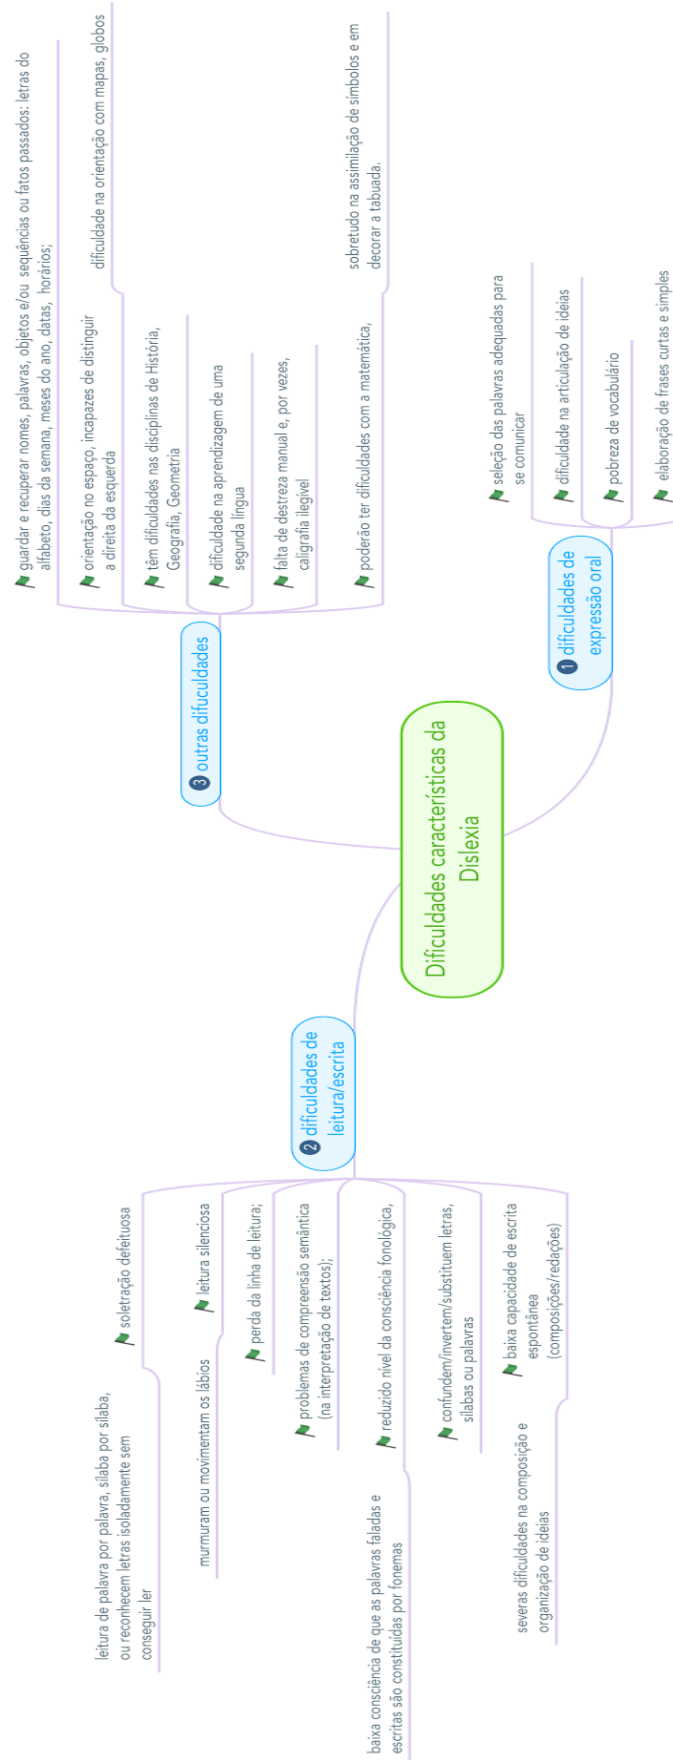 Dificuldades características da
Dislexia
1 dificuldades de
expressão oral
seleção das palavras adequadas para
se comunicar
dificuldade na articulação de ideias
pobreza de vocabulário
elaboração de frases curtas e simples
2 dificuldades de
leitura/escrita
soletração defeituosa
leitura de palavra por palavra, sílaba por sílaba,
ou reconhecem letras isoladamente sem
conseguir ler
leitura silenciosa
murmuram ou movimentam os lábios
perda da linha de leitura;
problemas de compreensão semântica
(na interpretação de textos);
reduzido nível da consciência fonológica,
baixa consciência de que as palavras faladas e
escritas são constituídas por fonemas
confundem/invertem/substituem letras,
sílabas ou palavras
baixa capacidade de escrita
espontânea
(composições/redações)
severas dificuldades na composição e
organização de ideias
3 outras difuculdades
guardar e recuperar nomes, palavras, objetos e/ou sequências ou fatos passados: letras do
alfabeto, dias da semana, meses do ano, datas, horários;
orientação no espaço, incapazes de distinguir
a direita da esquerda
dificuldade na orientação com mapas, globos
têm dificuldades nas disciplinas de História,
Geografia, Geometria
dificuldade na aprendizagem de uma
segunda língua
falta de destreza manual e, por vezes,
caligrafia ilegível
poderão ter dificuldades com a matemática,
sobretudo na assimilação de símbolos e em
decorar a tabuada.